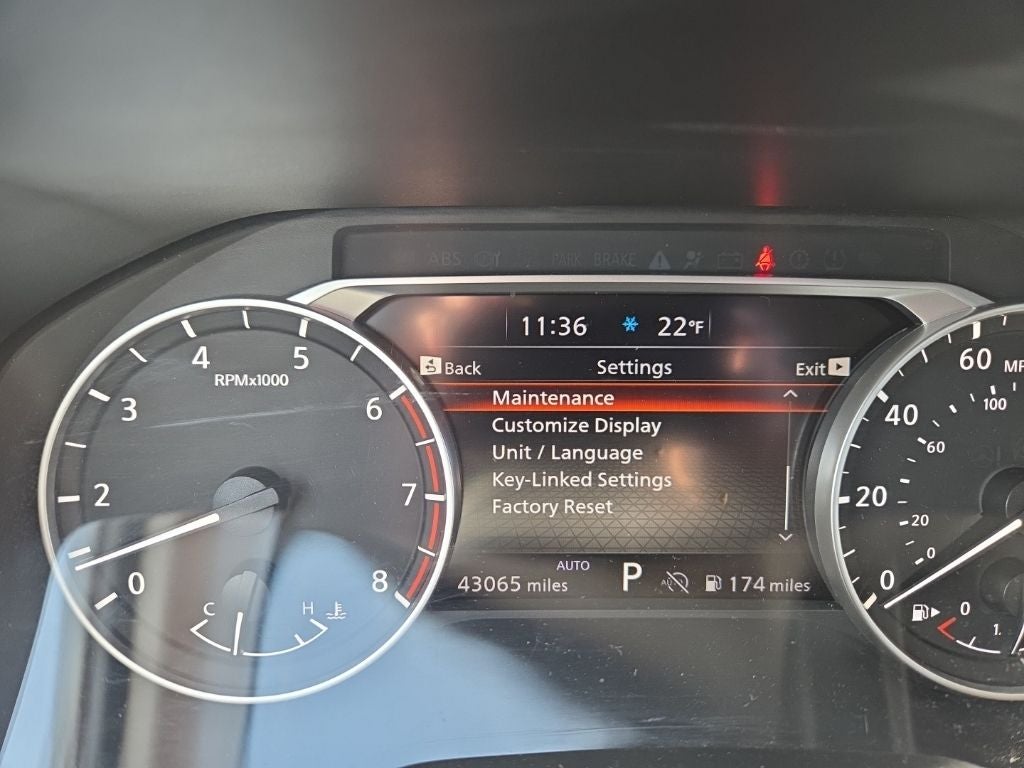 ABS
PARK
BRAKE
11:36
22°F
Back
Settings
Exit
Maintenance
Customize Display
Unit / Language
Key-Linked Settings
Factory Reset
AUTO
43065 miles
P
174 miles
RPMx1000
0
2
3
4
5
6
7
8
C
H
0
20
40
60
20
60
100
0
0
1.